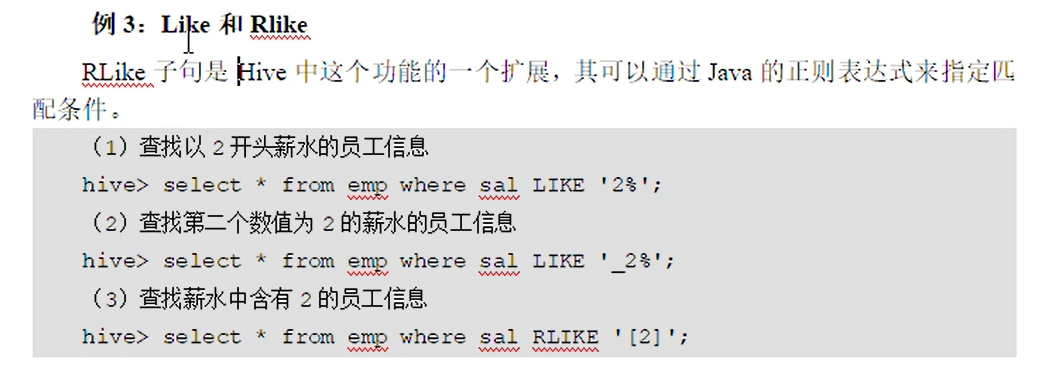 例 3：Like 和 Rlike
RLike 子句是 Hive 中这个功能的一个扩展，其可以通过 Java 的正则表达式来指定匹
配条件。
（1）查找以 2 开头薪水的员工信息
hive> select * from emp where sal LIKE '2%';
（2）查找第二个数值为 2 的薪水的员工信息
hive> select * from emp where sal LIKE '_2%';
（3）查找薪水中含有 2 的员工信息
hive> select * from emp where sal RLIKE '[2]';